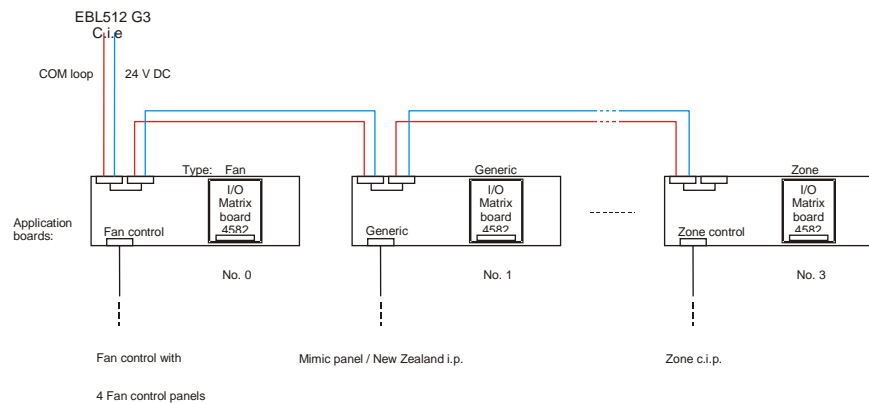 EBL512 G3
C.i.e
COM loop
24 V DC
Type: Fan
Generic
Zone
I/O
Matrix
board
4582
I/O
Matrix
board
4582
I/O
Matrix
board
4582
Application
boards:
Fan control
Generic
Zone control
No. 0
No. 1
No. 3
Fan control with
4 Fan control panels
Mimic panel / New Zealand i.p.
Zone c.i.p.